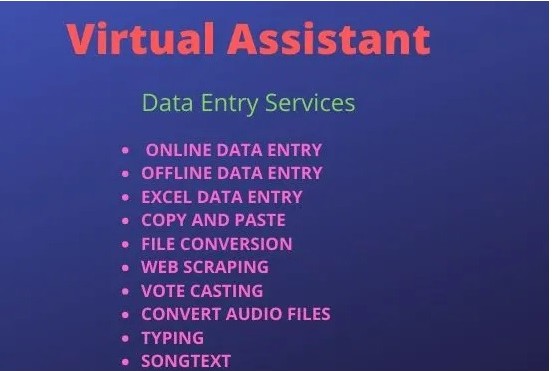 Virtual Assistant
Data Entry Services
• ONLINE DATA ENTRY
• OFFLINE DATA ENTRY
• EXCEL DATA ENTRY
• COPY AND PASTE
• FILE CONVERSION
• WEB SCRAPING
• VOTE CASTING
• CONVERT AUDIO FILES
• TYPING
• SONGTEXT